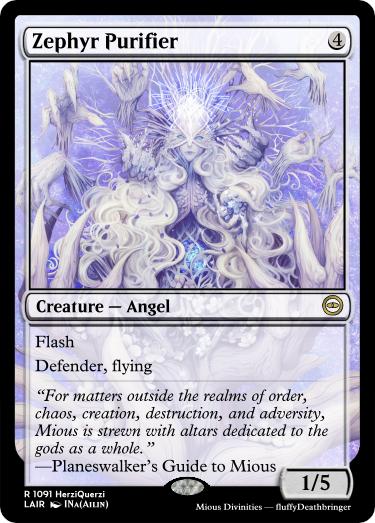 Zephyr Purifier 4
Creature — Angel
Flash
Defender, flying
“For matters outside the realms of order,
chaos, creation, destruction, and adversity,
Mious is strewn with altars dedicated to the
gods as a whole.”
—Planeswalker’s Guide to Mious
1/5
R 1091 HerziQuerzi
LAIR INA(AILIN)
Mious Divinities — fluffyDeathbringer